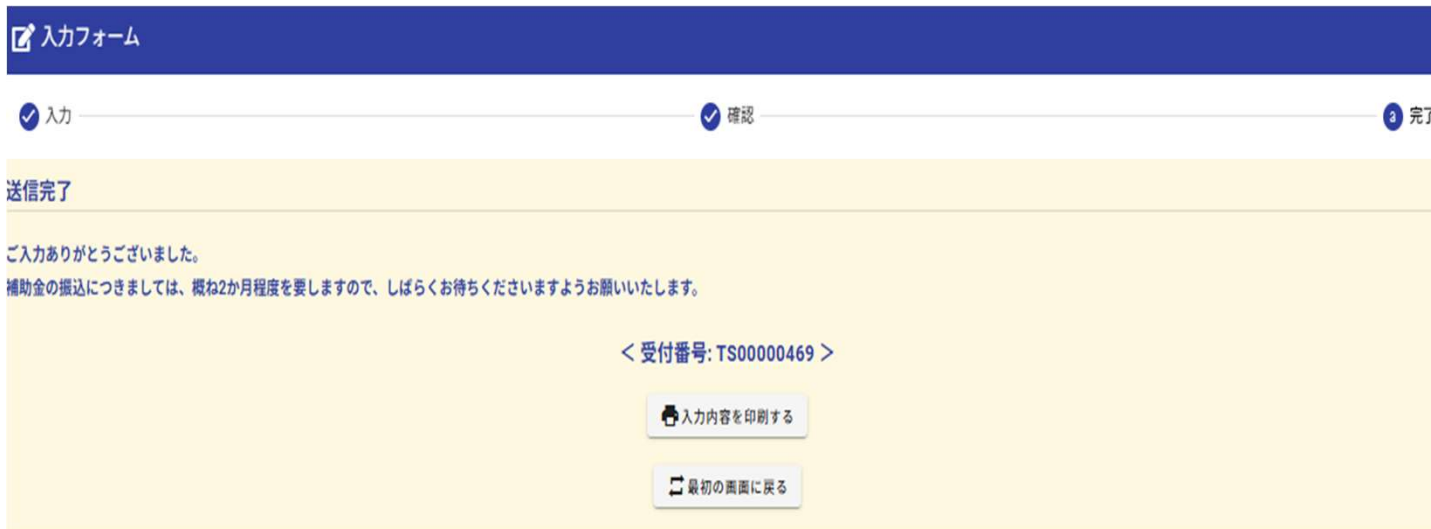 入力フォーム
入力
確認
3 完了
送信完了
ご入力ありがとうございました。
補助金の振込につきましては、概ね2か月程度を要しますので、しばらくお待ちくださいますようお願いいたします。
＜ 受付番号: TS00000469 ＞
入力内容を印刷する
最初の画面に戻る